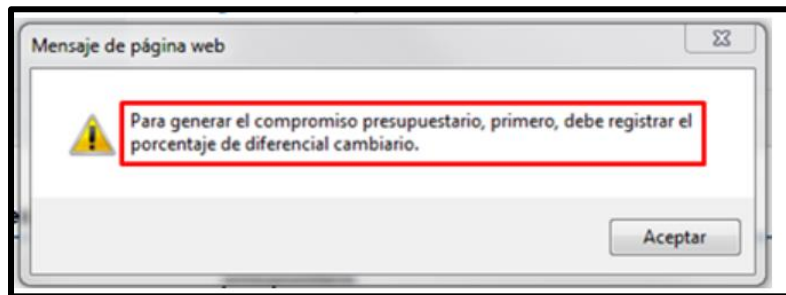 Mensaje de página web
Para generar el compromiso presupuestario, primero, debe registrar el
porcentaje de diferencial cambiario.
Aceptar